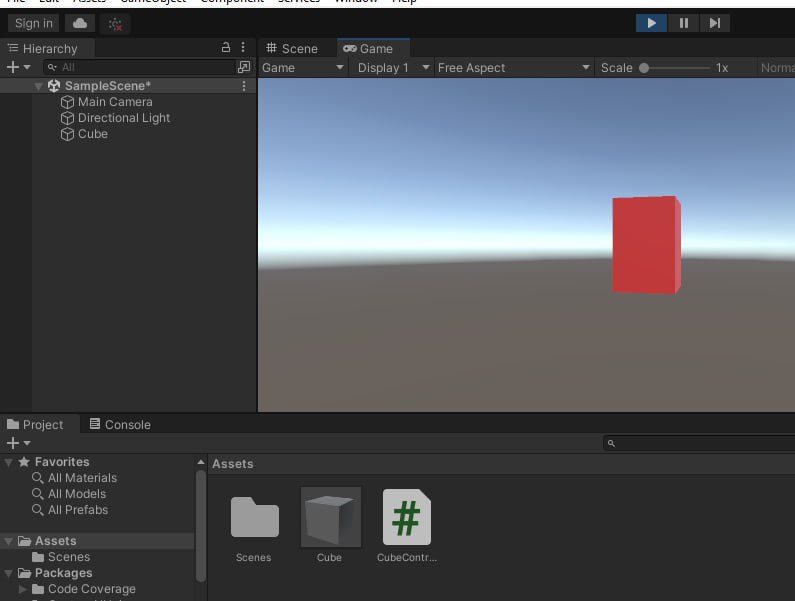 File Edit Assets GameObject Component Services Window Help
Sign in
Hierarchy
Scene
Game
All
Game
Display 1
Free Aspect
Scale
1x
SampleScene*
Main Camera
Directional Light
Cube
Project
Console
Favorites
All Materials
All Models
All Prefabs
Assets
Scenes
Packages
Code Coverage
Assets
Scenes
Cube
CubeContr...